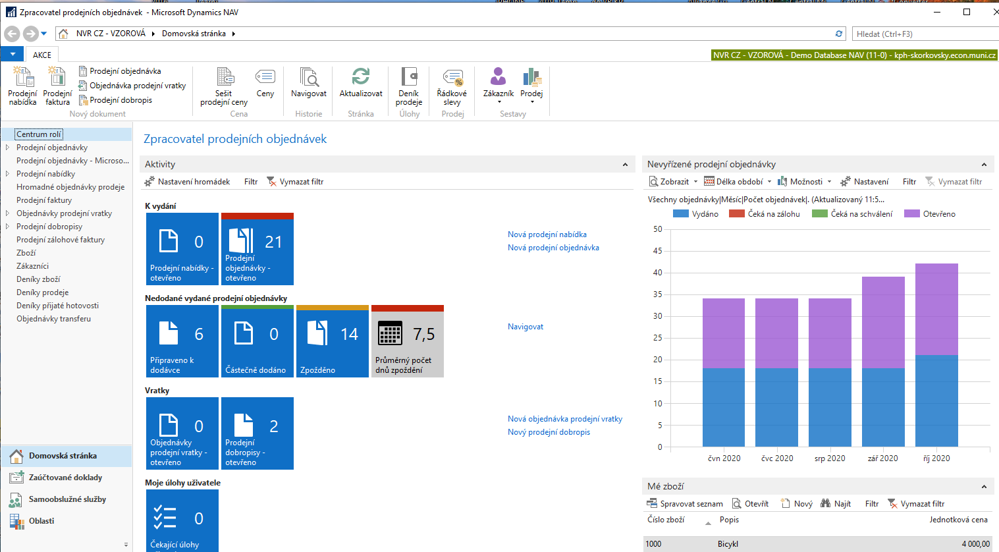 Zpracovatel prodejních objednávek - Microsoft Dynamics NAV
NVR CZ - VZOROVÁ
Domovská stránka
Hledat (Ctrl+F3)
AKCE
NVR CZ - VZOROVÁ - Demo Database NAV (11-0) - kph-skorkovsky.econ.muni.cz
Prodejní nabídka
Prodejní faktura
Prodejní objednávka
Objednávka prodejní vratky
Prodejní dobropis
Nový dokument
Sešit prodejní ceny
Ceny
Cena
Navigovat
Historie
Aktualizovat
Stránka
Deník prodeje
Úlohy
Řádkové slevy
Prodej
Zákazník
Prodej
Sestavy
Centrum rolí
Prodejní objednávky
Prodejní objednávky - Microso...
Prodejní nabídky
Hromadné objednávky prodeje
Prodejní faktury
Objednávky prodejní vratky
Prodejní dobropisy
Prodejní zálohové faktury
Zboží
Zákazníci
Deníky zboží
Deníky prodeje
Deníky přijaté hotovosti
Objednávky transferu
Domovská stránka
Zaúčtované doklady
Samoobslužné služby
Oblasti
Zpracovatel prodejních objednávek
Aktivity
Nastavení hromádek
Filtr
Vymazat filtr
K vydání
0
Prodejní nabídky -
otevřeno
21
Prodejní
objednávky -
otevřeno
Nová prodejní nabídka
Nová prodejní objednávka
Nedodané vydané prodejní objednávky
6
Připraveno k
dodávce
0
Částečně dodáno
14
Zpožděno
7,5
Průměrný počet
dnů zpoždění
Navigovat
Vratky
0
Objednávky
prodejní vratky -
otevřeno
2
Prodejní
dobropisy -
otevřeno
Nová objednávka prodejní vratky
Nový prodejní dobropis
Moje úlohy uživatele
0
Čekající úlohy
Nevyřízené prodejní objednávky
Zobrazit
Délka období
Možnosti
Nastavení
Filtr
Vymazat filtr
Všechny objednávky|Měsíc|Počet objednávek|. (Aktualizovaný 11:5...
Vydáno
Čeká na zálohu
Čeká na schválení
Otevřeno
50
45
40
35
30
25
20
15
10
5
0
čvn 2020
čvc 2020
srp 2020
zář 2020
říj 2020
Mé zboží
Spravovat seznam
Otevřít
Nový
Najít
Filtr
Vymazat filtr
Číslo zboží
Popis
Jednotková cena
1000
Bicykl
4 000,00